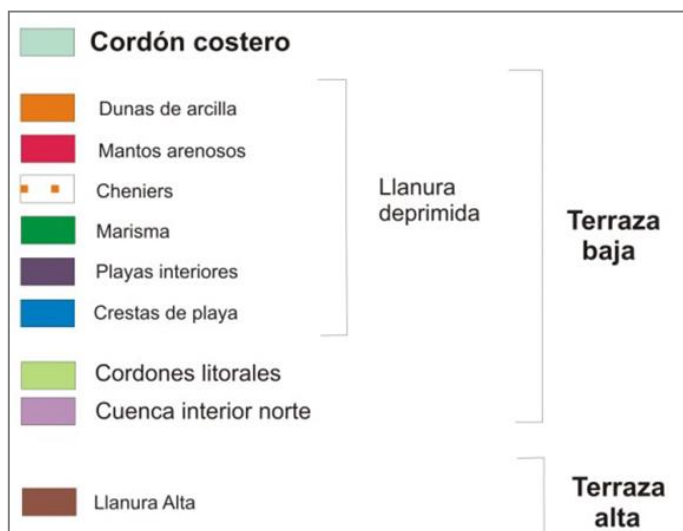 Cordón costero
Dunas de arcilla
Mantos arenosos
Cheniers
Marisma
Playas interiores
Crestas de playa
Llanura
deprimida
Cordones litorales
Cuenca interior norte
Terraza
baja
Llanura Alta
Terraza
alta